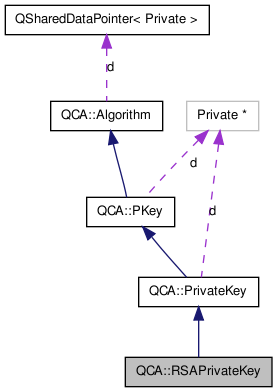 QSharedDataPointer< Private >
d
QCA::Algorithm
Private *
d
QCA::PKey
d
QCA::PrivateKey
QCA::RSAPrivateKey